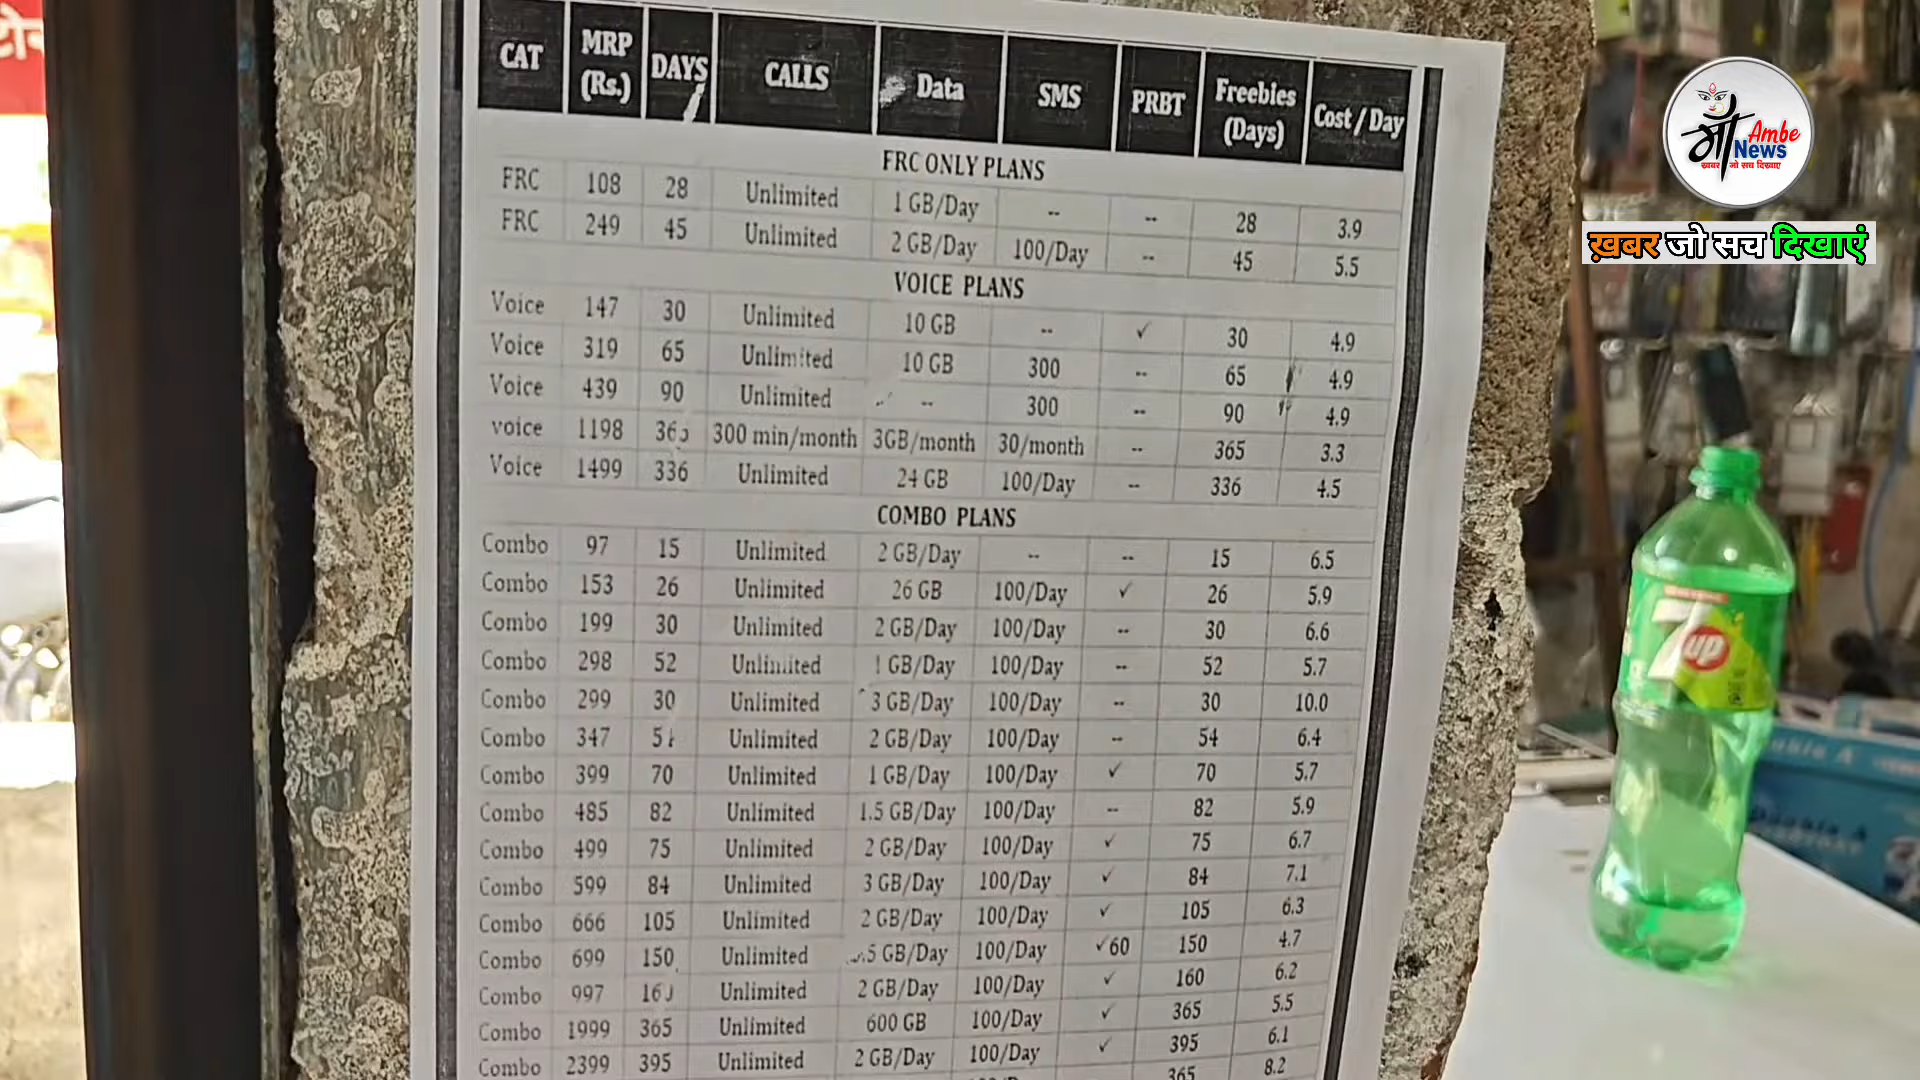 CAT MRP (Rs.) DAYS CALLS Data SMS PRBT Freebies (Days) Cost / Day
FRC ONLY PLANS
FRC 108 28 Unlimited 1 GB/Day -- -- 28 3.9
FRC 249 45 Unlimited 2 GB/Day 100/Day -- 45 5.5
VOICE PLANS
Voice 147 30 Unlimited 10 GB -- ✓ 30 4.9
Voice 319 65 Unlimited 10 GB 300 -- 65 4.9
Voice 439 90 Unlimited -- 300 -- 90 4.9
voice 1198 365 300 min/month 3GB/month 30/month -- 365 3.3
Voice 1499 336 Unlimited 24 GB 100/Day -- 336 4.5
COMBO PLANS
Combo 97 15 Unlimited 2 GB/Day -- -- 15 6.5
Combo 153 26 Unlimited 26 GB 100/Day ✓ 26 5.9
Combo 199 30 Unlimited 2 GB/Day 100/Day -- 30 6.6
Combo 298 52 Unlimited 1 GB/Day 100/Day -- 52 5.7
Combo 299 30 Unlimited 3 GB/Day 100/Day -- 30 10.0
Combo 347 54 Unlimited 2 GB/Day 100/Day -- 54 6.4
Combo 399 70 Unlimited 1 GB/Day 100/Day ✓ 70 5.7
Combo 485 82 Unlimited 1.5 GB/Day 100/Day -- 82 5.9
Combo 499 75 Unlimited 2 GB/Day 100/Day ✓ 75 6.7
Combo 599 84 Unlimited 3 GB/Day 100/Day ✓ 84 7.1
Combo 666 105 Unlimited 2 GB/Day 100/Day ✓ 105 6.3
Combo 699 150 Unlimited .5 GB/Day 100/Day ✓60 150 4.7
Combo 997 160 Unlimited 2 GB/Day 100/Day ✓ 160 6.2
Combo 1999 365 Unlimited 600 GB 100/Day ✓ 365 5.5
Combo 2399 395 Unlimited 2 GB/Day 100/Day ✓ 395 6.1
365 8.2
माँ Ambe
News
ख़बर जो सच दिखाए
ख़बर जो सच दिखाएं
7up
Double A